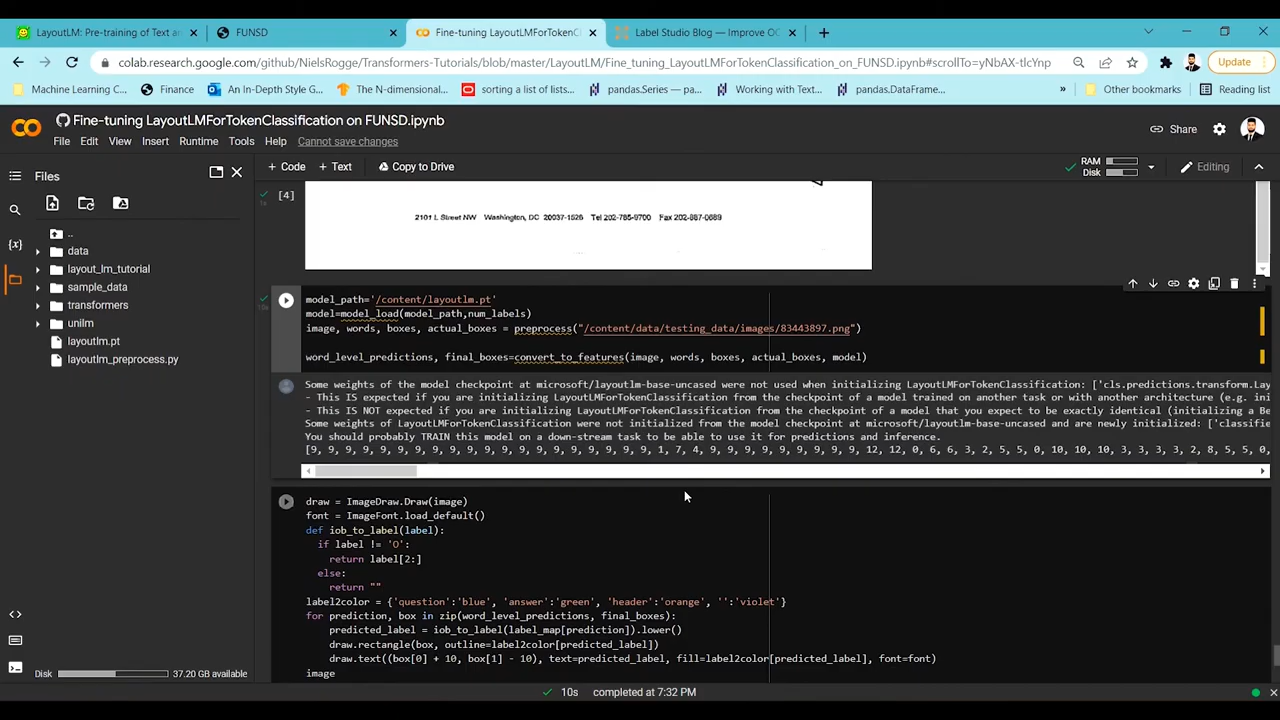 LayoutLM: Pre-training of Text an
FUNSD
Fine-tuning LayoutLMForTokenCl
Label Studio Blog — Improve OC
colab.research.google.com/github/NielsRogge/Transformers-Tutorials/blob/master/LayoutLM/Fine_tuning_LayoutLMForTokenClassification_on_FUNSD.ipynb#scrollTo=yNbAX-tlcYnp
Update
Machine Learning C...
Finance
An In-Depth Style G...
The N-dimensional...
sorting a list of lists...
pandas.Series — pa...
Working with Text...
pandas.DataFrame...
Other bookmarks
Reading list
Fine-tuning LayoutLMForTokenClassification on FUNSD.ipynb
File Edit View Insert Runtime Tools Help Cannot save changes
Share
+ Code + Text Copy to Drive
RAM
Disk
Editing
Files
..
data
layout_lm_tutorial
sample_data
transformers
unilm
layoutlm.pt
layoutlm_preprocess.py
Disk 37.20 GB available
[4]
1s
2101 L Street NW Washington, DC 20037-1526 Tel 202-785-9700 Fax 202-887-0689
10s
model_path='/content/layoutlm.pt'
model=model_load(model_path,num_labels)
image, words, boxes, actual_boxes = preprocess("/content/data/testing_data/images/83443897.png")
word_level_predictions, final_boxes=convert_to_features(image, words, boxes, actual_boxes, model)
Some weights of the model checkpoint at microsoft/layoutlm-base-uncased were not used when initializing LayoutLMForTokenClassification: ['cls.predictions.transform.Lay
- This IS expected if you are initializing LayoutLMForTokenClassification from the checkpoint of a model trained on another task or with another architecture (e.g. ini
- This IS NOT expected if you are initializing LayoutLMForTokenClassification from the checkpoint of a model that you expect to be exactly identical (initializing a Be
Some weights of LayoutLMForTokenClassification were not initialized from the model checkpoint at microsoft/layoutlm-base-uncased and are newly initialized: ['classifie
You should probably TRAIN this model on a down-stream task to be able to use it for predictions and inference.
[9, 9, 9, 9, 9, 9, 9, 9, 9, 9, 9, 9, 9, 9, 9, 9, 9, 9, 9, 9, 9, 9, 9, 1, 7, 4, 9, 9, 9, 9, 9, 9, 9, 9, 9, 12, 12, 0, 6, 6, 3, 2, 5, 5, 0, 10, 10, 10, 3, 3, 3, 3, 2, 8, 5, 5, 0,
draw = ImageDraw.Draw(image)
font = ImageFont.load_default()
def iob_to_label(label):
if label != 'O':
return label[2:]
else:
return ""
label2color = {'question':'blue', 'answer':'green', 'header':'orange', '':'violet'}
for prediction, box in zip(word_level_predictions, final_boxes):
predicted_label = iob_to_label(label_map[prediction]).lower()
draw.rectangle(box, outline=label2color[predicted_label])
draw.text((box[0] + 10, box[1] - 10), text=predicted_label, fill=label2color[predicted_label], font=font)
image
10s completed at 7:32 PM